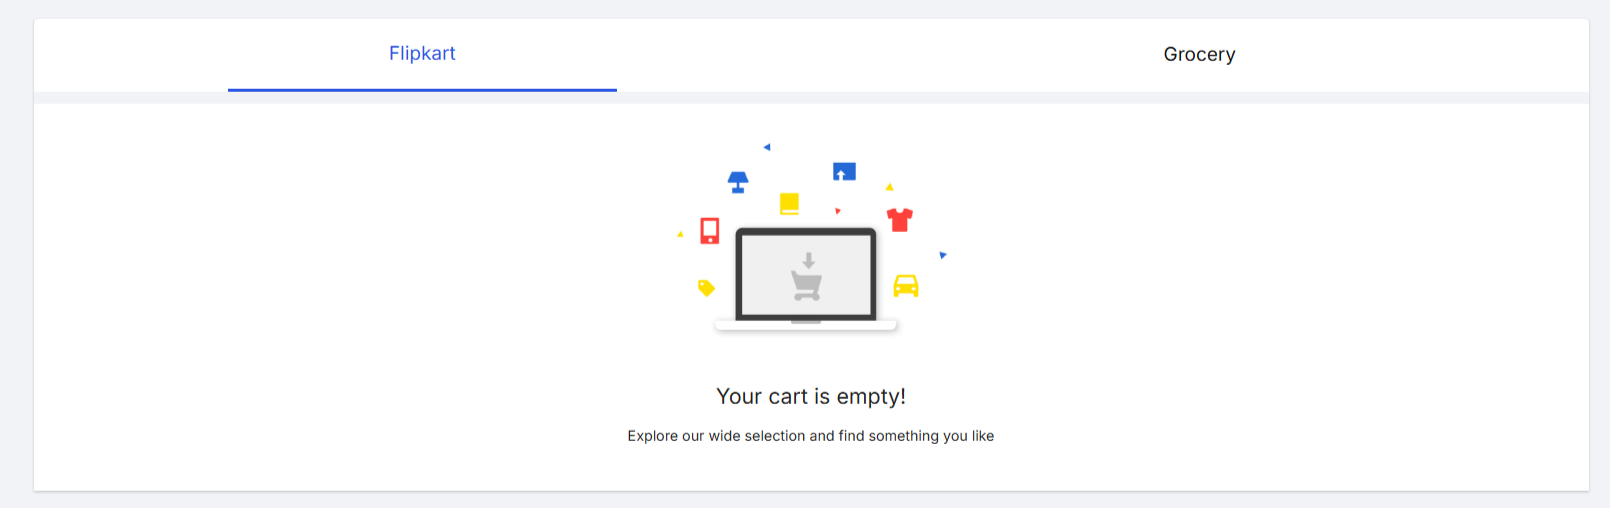 Flipkart
Grocery
Your cart is empty!
Explore our wide selection and find something you like